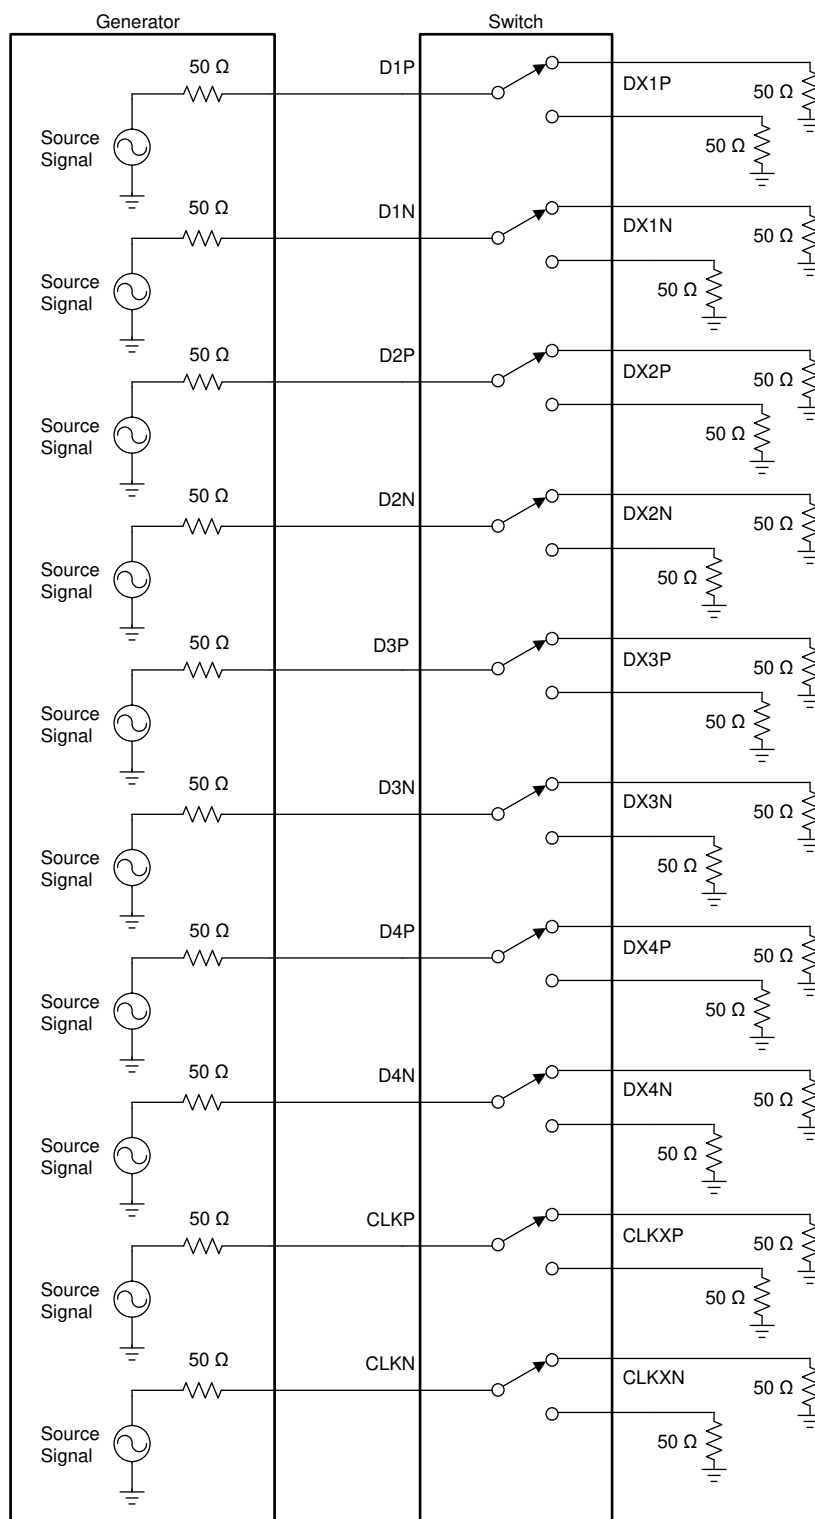 Generator
Switch
50 Ω
D1P
DX1P
50 Ω
Source
Signal
50 Ω
50 Ω
D1N
DX1N
50 Ω
Source
Signal
50 Ω
50 Ω
D2P
DX2P
50 Ω
Source
Signal
50 Ω
50 Ω
D2N
DX2N
50 Ω
Source
Signal
50 Ω
50 Ω
D3P
DX3P
50 Ω
Source
Signal
50 Ω
50 Ω
D3N
DX3N
50 Ω
Source
Signal
50 Ω
50 Ω
D4P
DX4P
50 Ω
Source
Signal
50 Ω
50 Ω
D4N
DX4N
50 Ω
Source
Signal
50 Ω
50 Ω
CLKP
CLKXP
50 Ω
Source
Signal
50 Ω
50 Ω
CLKN
CLKXN
50 Ω
Source
Signal
50 Ω